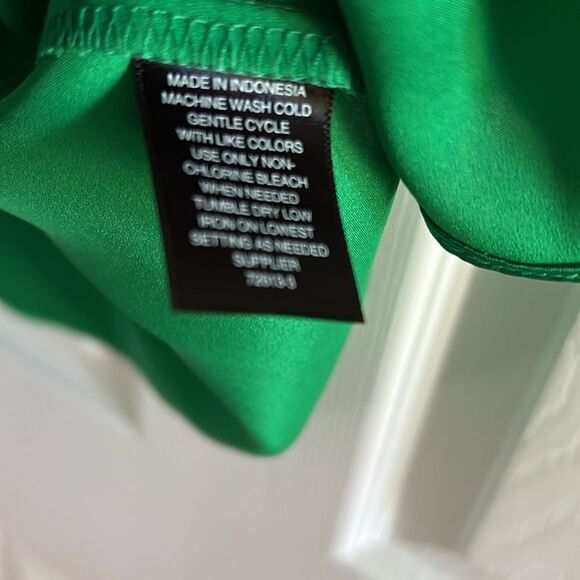 MADE IN INDONESIA
MACHINE WASH COLD
GENTLE CYCLE
WITH LIKE COLORS
USE ONLY NON-
CHLORINE BLEACH
WHEN NEEDED
TUMBLE DRY LOW
IRON ON LOWEST
SETTING AS NEEDED
SUPPLIER